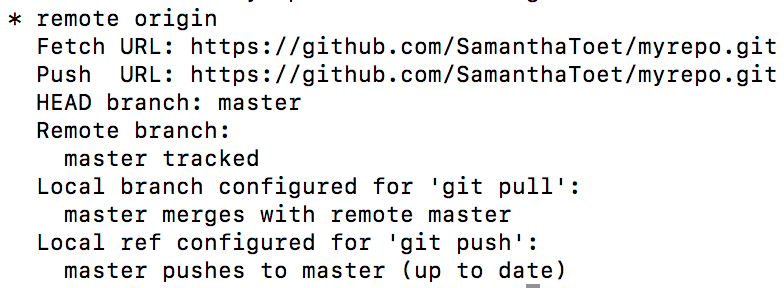 * remote origin
  Fetch URL: https://github.com/SamanthaToet/myrepo.git
  Push  URL: https://github.com/SamanthaToet/myrepo.git
  HEAD branch: master
  Remote branch:
    master tracked
  Local branch configured for 'git pull':
    master merges with remote master
  Local ref configured for 'git push':
    master pushes to master (up to date)